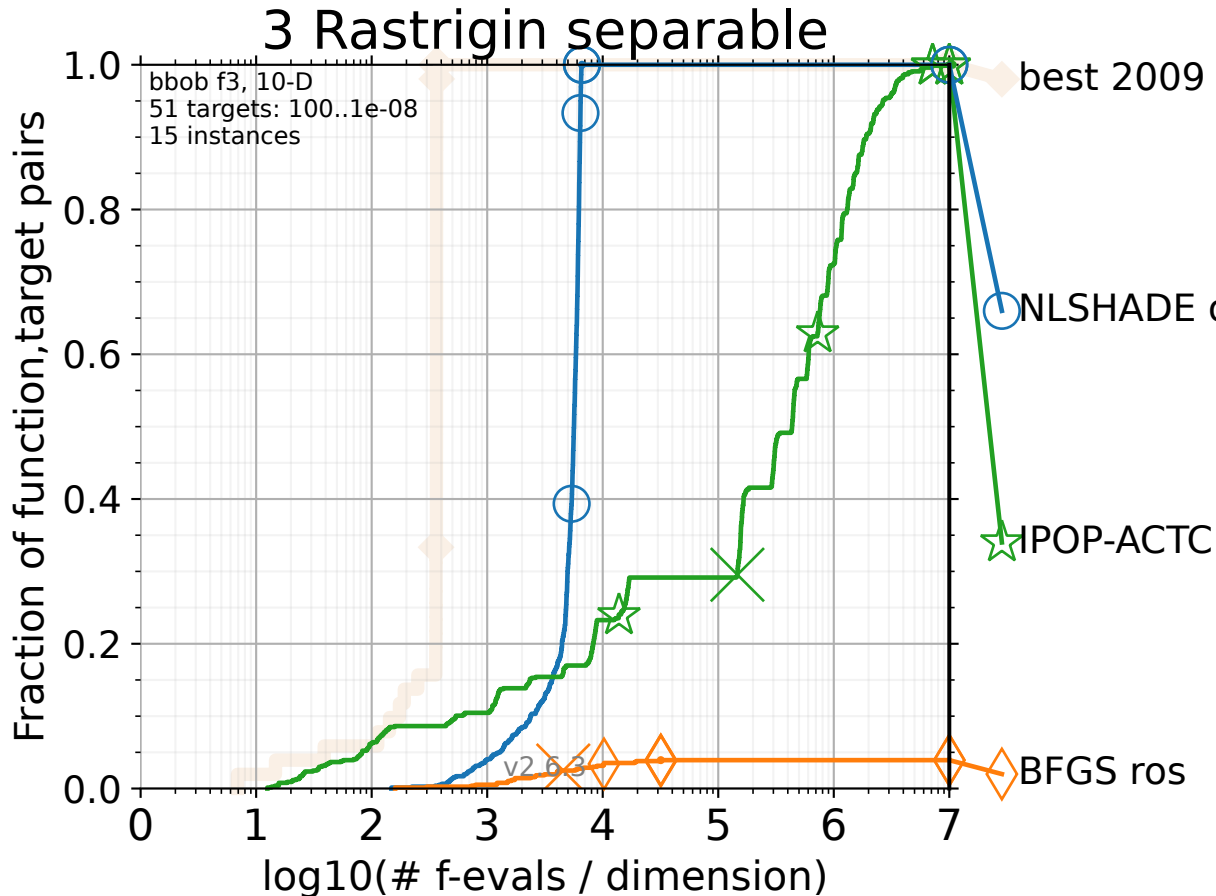 3 Rastrigin separable
bbob f3, 10-D
51 targets: 100..1e-08
15 instances
Fraction of function,target pairs
1.0
0.8
0.6
0.4
0.2
0.0
0 1 2 3 4 5 6 7
log10(# f-evals / dimension)
best 2009
NLSHADE
IPOP-ACTC
BFGS ros
v2.6.3